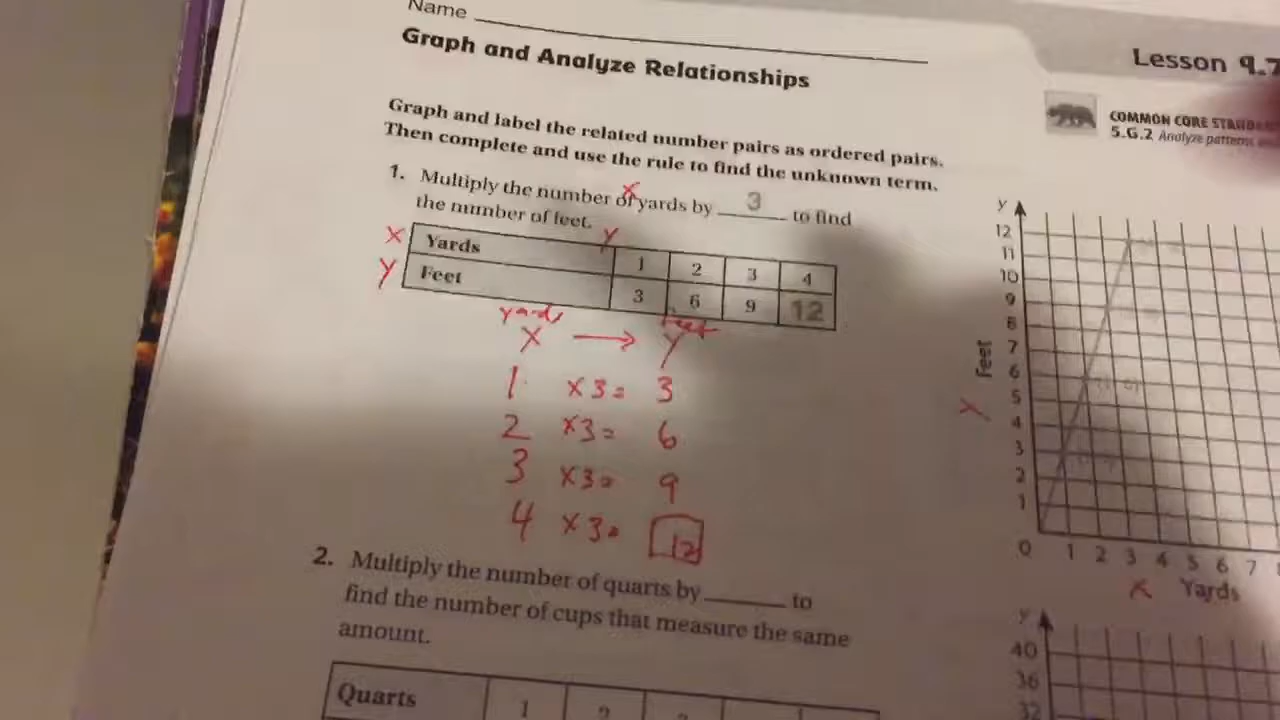 Name
Lesson 9.7
Graph and Analyze Relationships
COMMON CORE
5.G.2 Analyze patterns
Graph and label the related number pairs as ordered pairs.
Then complete and use the rule to find the unknown term.
1. Multiply the number of yards by 3 to find
the number of feet.
x
y
x Yards 1 2 3 4
y Feet 3 6 9 12
yards feet
x → y
1 x3= 3
2 x3= 6
3 x3= 9
4 x3= 12
y
12
11
10
9
8
7
6
5
4
3
2
1
0 1 2 3 4 5 6 7
Feet
y
x Yards
2. Multiply the number of quarts by to
find the number of cups that measure the same
amount.
Quarts 1 2
y
40
36
32